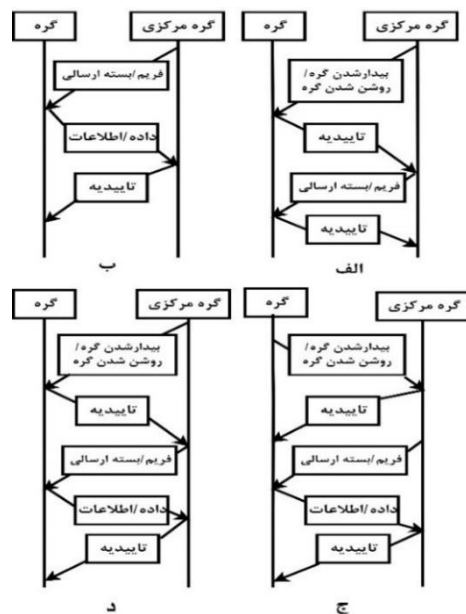 گره مرکزی
گره
بیدارشدن گره/
روشن شدن گره
تاییدیه
فریم/بسته ارسالی
تاییدیه
الف
گره مرکزی
گره
فریم/بسته ارسالی
داده/اطلاعات
تاییدیه
ب
گره مرکزی
گره
بیدارشدن گره/
روشن شدن گره
تاییدیه
فریم/بسته ارسالی
داده/اطلاعات
تاییدیه
ج
گره مرکزی
گره
بیدارشدن گره/
روشن شدن گره
تاییدیه
فریم/بسته ارسالی
داده/اطلاعات
تاییدیه
د